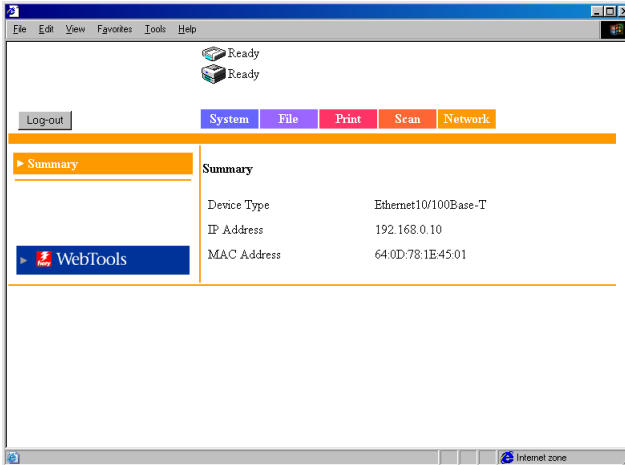 File Edit View Favorites Tools Help
Ready
Ready
Log-out
System File Print Scan Network
Summary
Summary
Device Type Ethernet10/100Base-T
IP Address 192.168.0.10
MAC Address 64:0D:78:1E:45:01
fiery WebTools
Internet zone